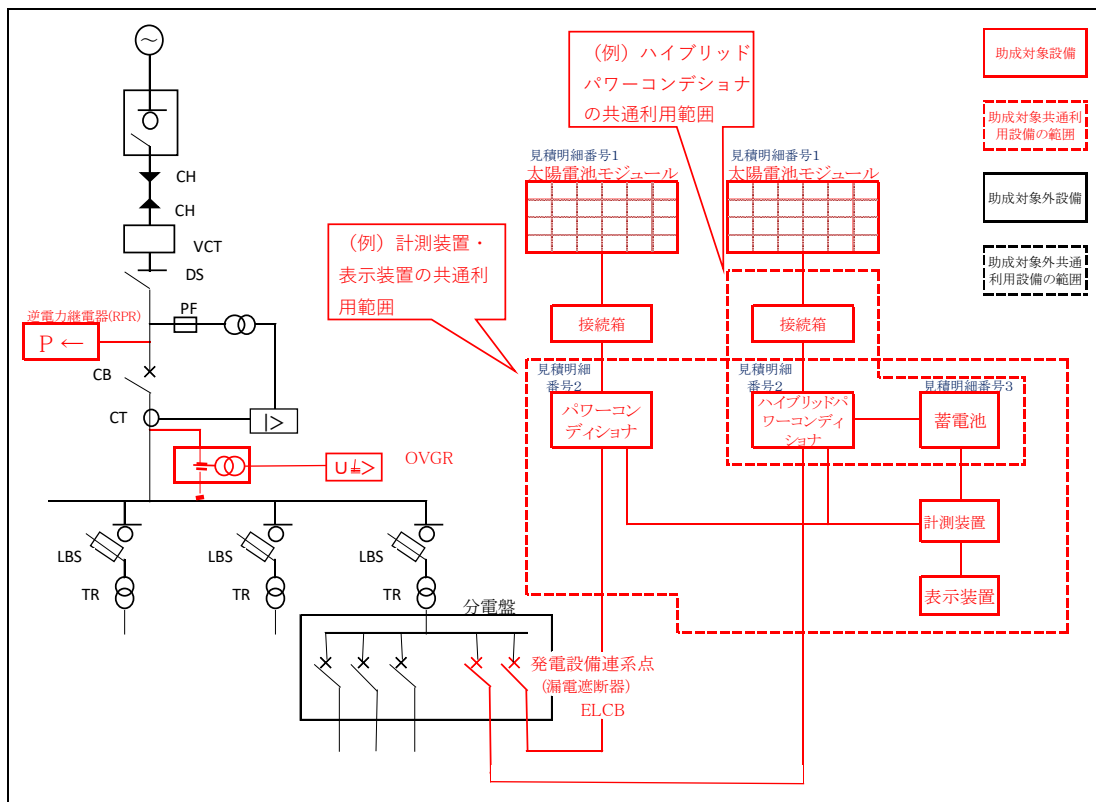 （例）ハイブリッド
パワーコンデショナ
の共通利用範囲
助成対象設備
助成対象共通利
用設備の範囲
助成対象外設備
助成対象外共通
利用設備の範囲
見積明細番号1
太陽電池モジュール
見積明細番号1
太陽電池モジュール
（例）計測装置・
表示装置の共通利
用範囲
～
CH
CH
VCT
DS
PF
逆電力継電器(RPR)
P ←
CB
CT
I>
OVGR
U⏚>
接続箱
接続箱
見積明細
番号2
パワーコン
ディショナ
見積明細
番号2
ハイブリッドパ
ワーコンディ
ショナ
見積明細番号3
蓄電池
計測装置
表示装置
LBS
LBS
LBS
TR
TR
TR
分電盤
発電設備連系点
(漏電遮断器)
ELCB